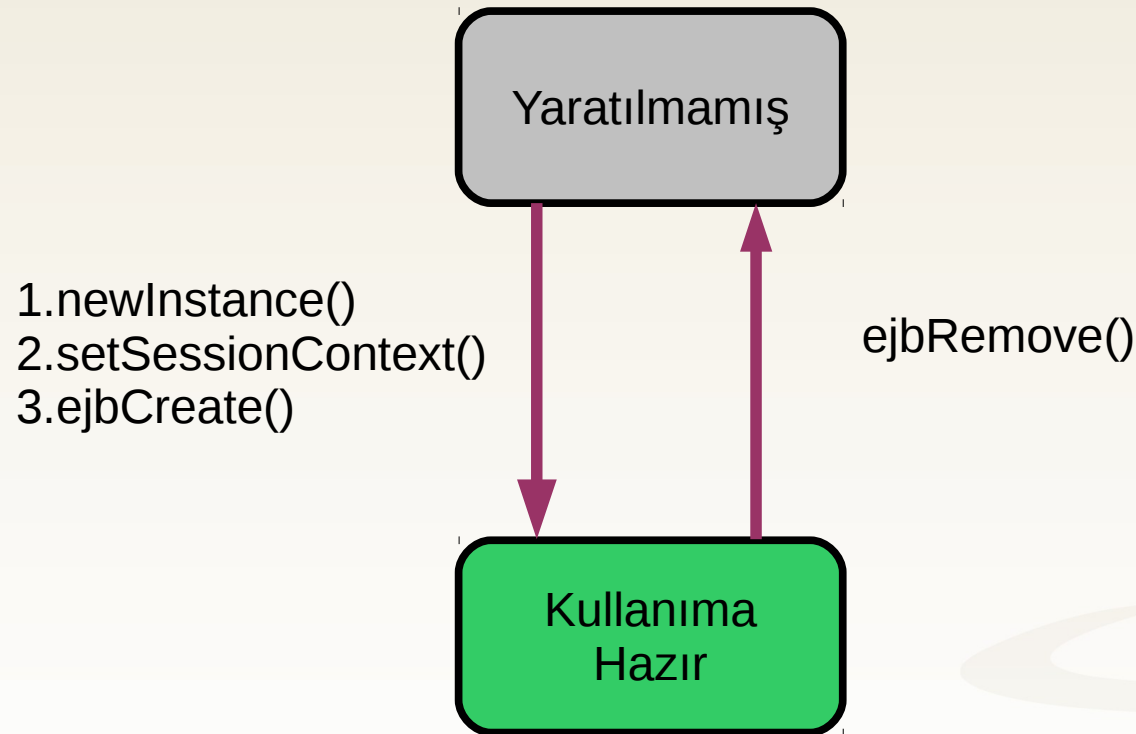 Yaratılmamış
1.newInstance()
2.setSessionContext()
3.ejbCreate()
ejbRemove()
Kullanıma
Hazır